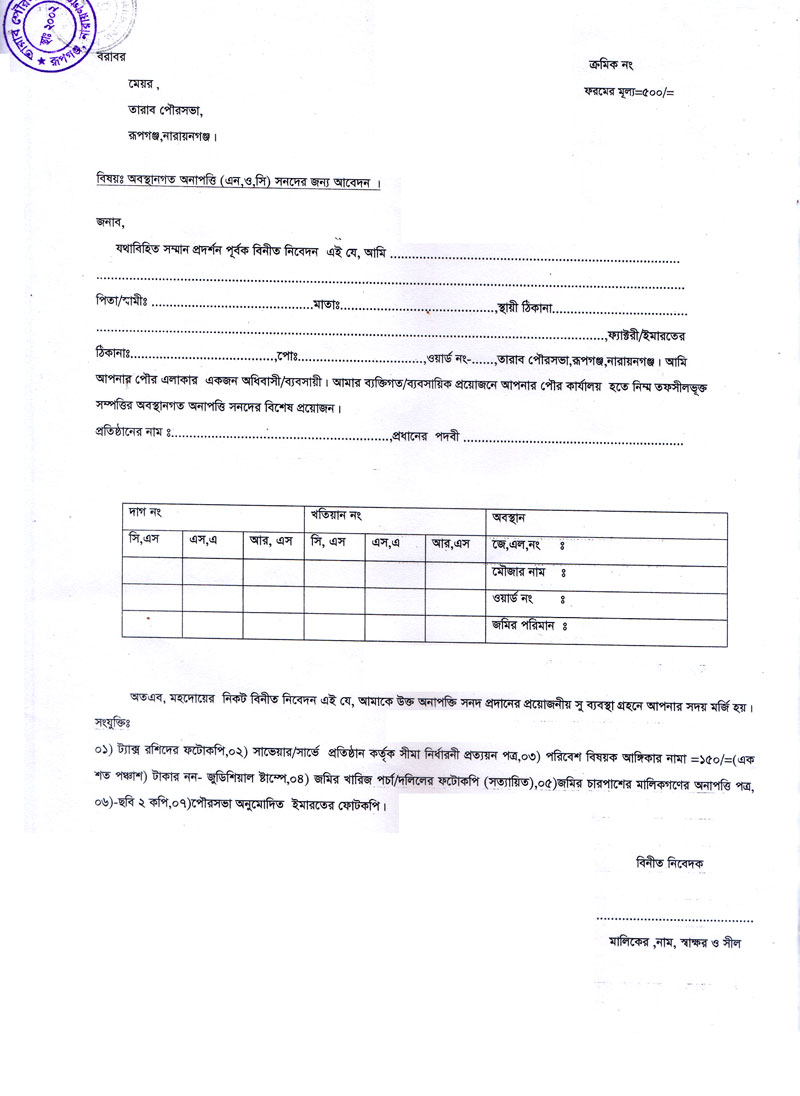 তারাব পৌর
স্থাঃ ২০০২
রূপগঞ্জ, নারায়ন
বরাবর
ক্রমিক নং
মেয়র ,
ফরমের মূল্য=৫০০/=
তারাব পৌরসভা,
রূপগঞ্জ,নারায়নগঞ্জ।
বিষয়ঃ অবস্থানগত অনাপত্তি (এন,ও,সি) সনদের জন্য আবেদন ।
জনাব,
যথাবিহিত সম্মান প্রদর্শন পূর্বক বিনীত নিবেদন এই যে, আমি ............................................................
............................................................................................................................
পিতা/স্বামীঃ ..................................মাতাঃ.................................,স্থায়ী ঠিকানা.............................
...........................................................................................................,ফ্যাক্টরী/ইমারতের
ঠিকানাঃ..............................,পোঃ..........................,ওয়ার্ড নং-......,তারাব পৌরসভা,রূপগঞ্জ,নারায়নগঞ্জ। আমি
আপনার পৌর এলাকার একজন অধিবাসী/ব্যবসায়ী। আমার ব্যক্তিগত/ব্যবসায়িক প্রয়োজনে আপনার পৌর কার্যালয় হতে নিম্ম তফসীলভূক্ত
সম্পত্তির অবস্থানগত অনাপত্তি সনদের বিশেষ প্রয়োজন।
প্রতিষ্ঠানের নাম ঃ..............................................,প্রধানের পদবী ..............................................
দাগ নং খতিয়ান নং অবস্থান
সি,এস এস,এ আর, এস সি, এস এস,এ আর,এস জে,এল,নং ঃ
মৌজার নাম ঃ
ওয়ার্ড নং ঃ
জমির পরিমান ঃ
অতএব, মহদোয়ের নিকট বিনীত নিবেদন এই যে, আমাকে উক্ত অনাপত্তি সনদ প্রদানের প্রয়োজনীয় সু ব্যবস্থা গ্রহনে আপনার সদয় মর্জি হয়।
সংযুক্তিঃ
০১) ট্যাক্স রশিদের ফটোকপি,০২) সাভেয়ার/সার্ভে প্রতিষ্ঠান কর্তৃক সীমা নির্ধারনী প্রত্যয়ন পত্র,০৩) পরিবেশ বিষয়ক আঙ্গিকার নামা =১৫০/=(এক
শত পঞ্চাশ) টাকার নন- জুডিশিয়াল ষ্টাম্পে,০৪) জমির খারিজ পর্চা/দলিলের ফটোকপি (সত্যায়িত),০৫)জমির চারপাশের মালিকগণের অনাপত্তি পত্র,
০৬)-ছবি ২ কপি,০৭)পৌরসভা অনুমোদিত ইমারতের ফোটকপি।
বিনীত নিবেদক
..........................................
মালিকের ,নাম, স্বাক্ষর ও সীল